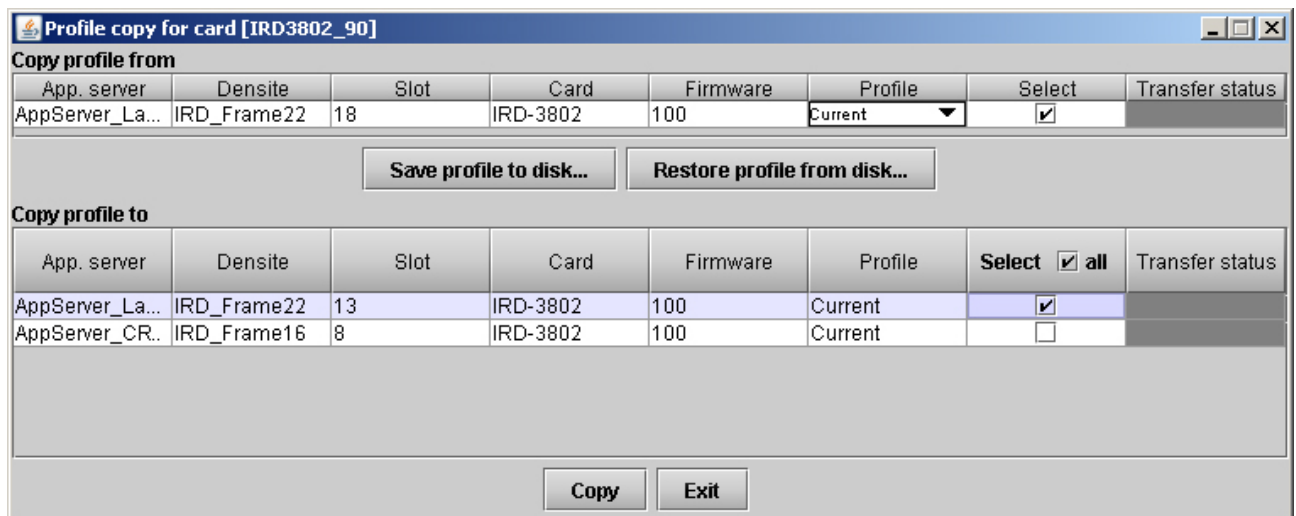 Profile copy for card [IRD3802_90]
Copy profile from
App. server Densite Slot Card Firmware Profile Select Transfer status
AppServer_La... IRD_Frame22 18 IRD-3802 100 Current
Save profile to disk... Restore profile from disk...
Copy profile to
App. server Densite Slot Card Firmware Profile Select all Transfer status
AppServer_La... IRD_Frame22 13 IRD-3802 100 Current
AppServer_CR.. IRD_Frame16 8 IRD-3802 100 Current
Copy Exit